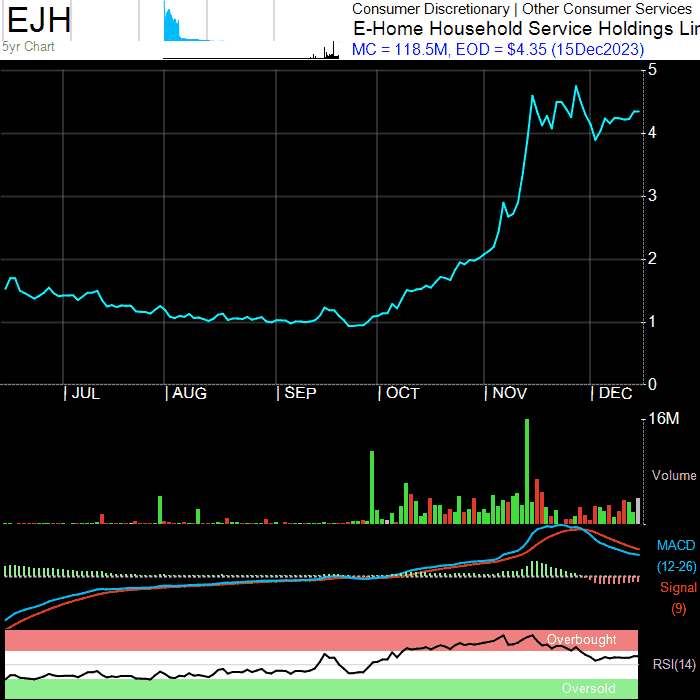 EJH
5yr Chart
Consumer Discretionary | Other Consumer Services
E-Home Household Service Holdings Lir
MC = 118.5M, EOD = $4.35 (15Dec2023)
5
4
3
2
1
0
| JUL | AUG | SEP | OCT | NOV | DEC
16M
Volume
MACD
(12-26)
Signal
(9)
Overbought
RSI(14)
Oversold